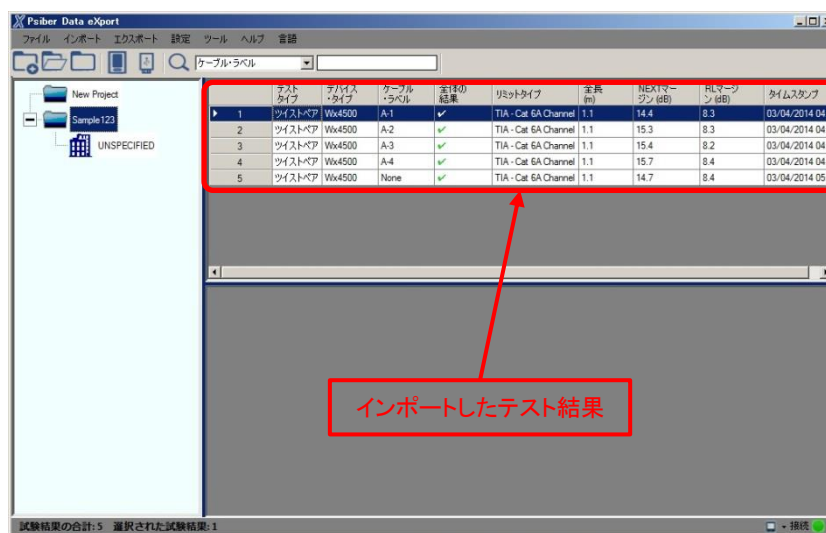 Psiber Data eXport
ファイル インポート エクスポート 設定 ツール ヘルプ 言語
ケーブル・ラベル
New Project
Sample123
UNSPECIFIED
テスト タイプ デバイス ・タイプ ケーブル ・ラベル 全体の 結果 リミットタイプ 全長 (m) NEXTマージン (dB) RLマージン (dB) タイムスタンプ
1 ツイストペア Wx4500 A-1 ✓ TIA - Cat 6A Channel 1.1 14.4 8.3 03/04/2014 04
2 ツイストペア Wx4500 A-2 ✓ TIA - Cat 6A Channel 1.1 15.3 8.3 03/04/2014 04
3 ツイストペア Wx4500 A-3 ✓ TIA - Cat 6A Channel 1.1 15.4 8.2 03/04/2014 04
4 ツイストペア Wx4500 A-4 ✓ TIA - Cat 6A Channel 1.1 15.7 8.4 03/04/2014 04
5 ツイストペア Wx4500 None ✓ TIA - Cat 6A Channel 1.1 14.7 8.4 03/04/2014 05
インポートしたテスト結果
試験結果の合計:5 選択された試験結果:1
接続